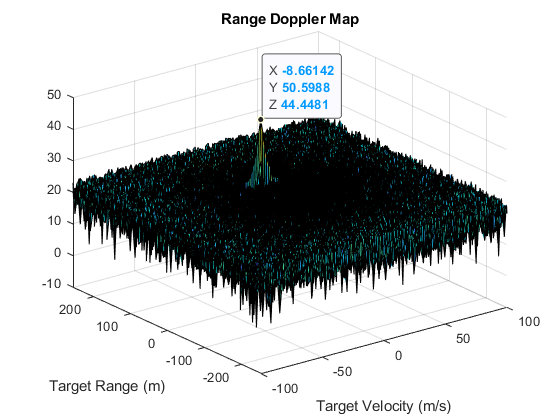 Range Doppler Map
X -8.66142
Y 50.5988
Z 44.4481
50
40
30
20
10
0
-10
200
100
0
-100
-200
100
50
0
-50
-100
Target Range (m)
Target Velocity (m/s)